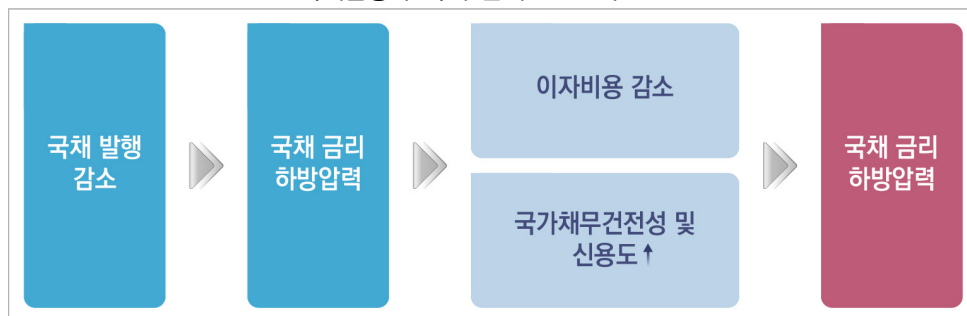 국채 발행
감소
국채 금리
하방압력
이자비용 감소
국가채무건전성 및
신용도↑
국채 금리
하방압력